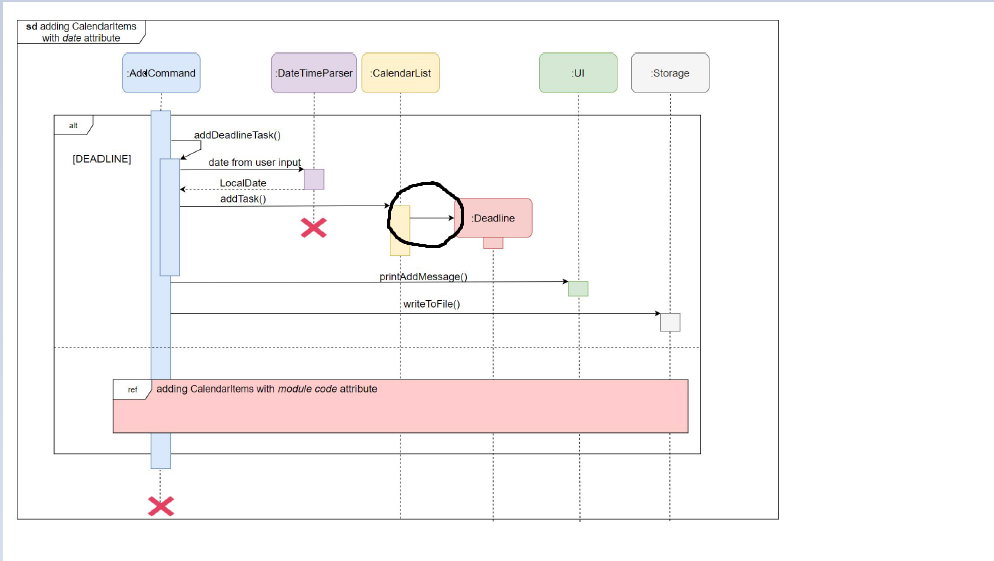 sd adding CalendarItems
with date attribute
:AddCommand
:DateTimeParser
:CalendarList
:UI
:Storage
alt
addDeadlineTask()
[DEADLINE]
date from user input
LocalDate
addTask()
:Deadline
printAddMessage()
writeToFile()
ref
adding CalendarItems with module code attribute